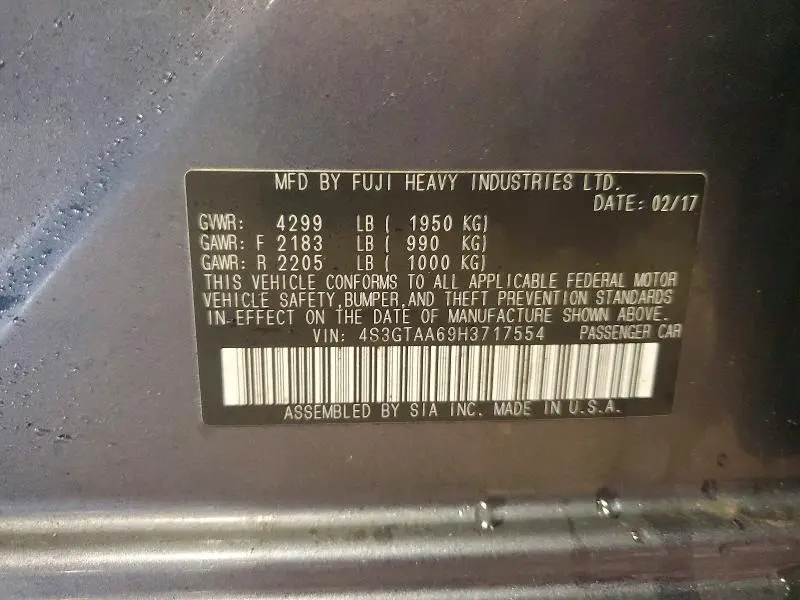 MFD BY FUJI HEAVY INDUSTRIES LTD.
DATE: 02/17
GVWR: 4299 LB ( 1950 KG)
GAWR: F 2183 LB ( 990 KG)
GAWR: R 2205 LB ( 1000 KG)
THIS VEHICLE CONFORMS TO ALL APPLICABLE FEDERAL MOTOR
VEHICLE SAFETY, BUMPER, AND THEFT PREVENTION STANDARDS
IN EFFECT ON THE DATE OF MANUFACTURE SHOWN ABOVE.
VIN: 4S3GTAA69H3717554 PASSENGER CAR
ASSEMBLED BY SIA INC. MADE IN U.S.A.